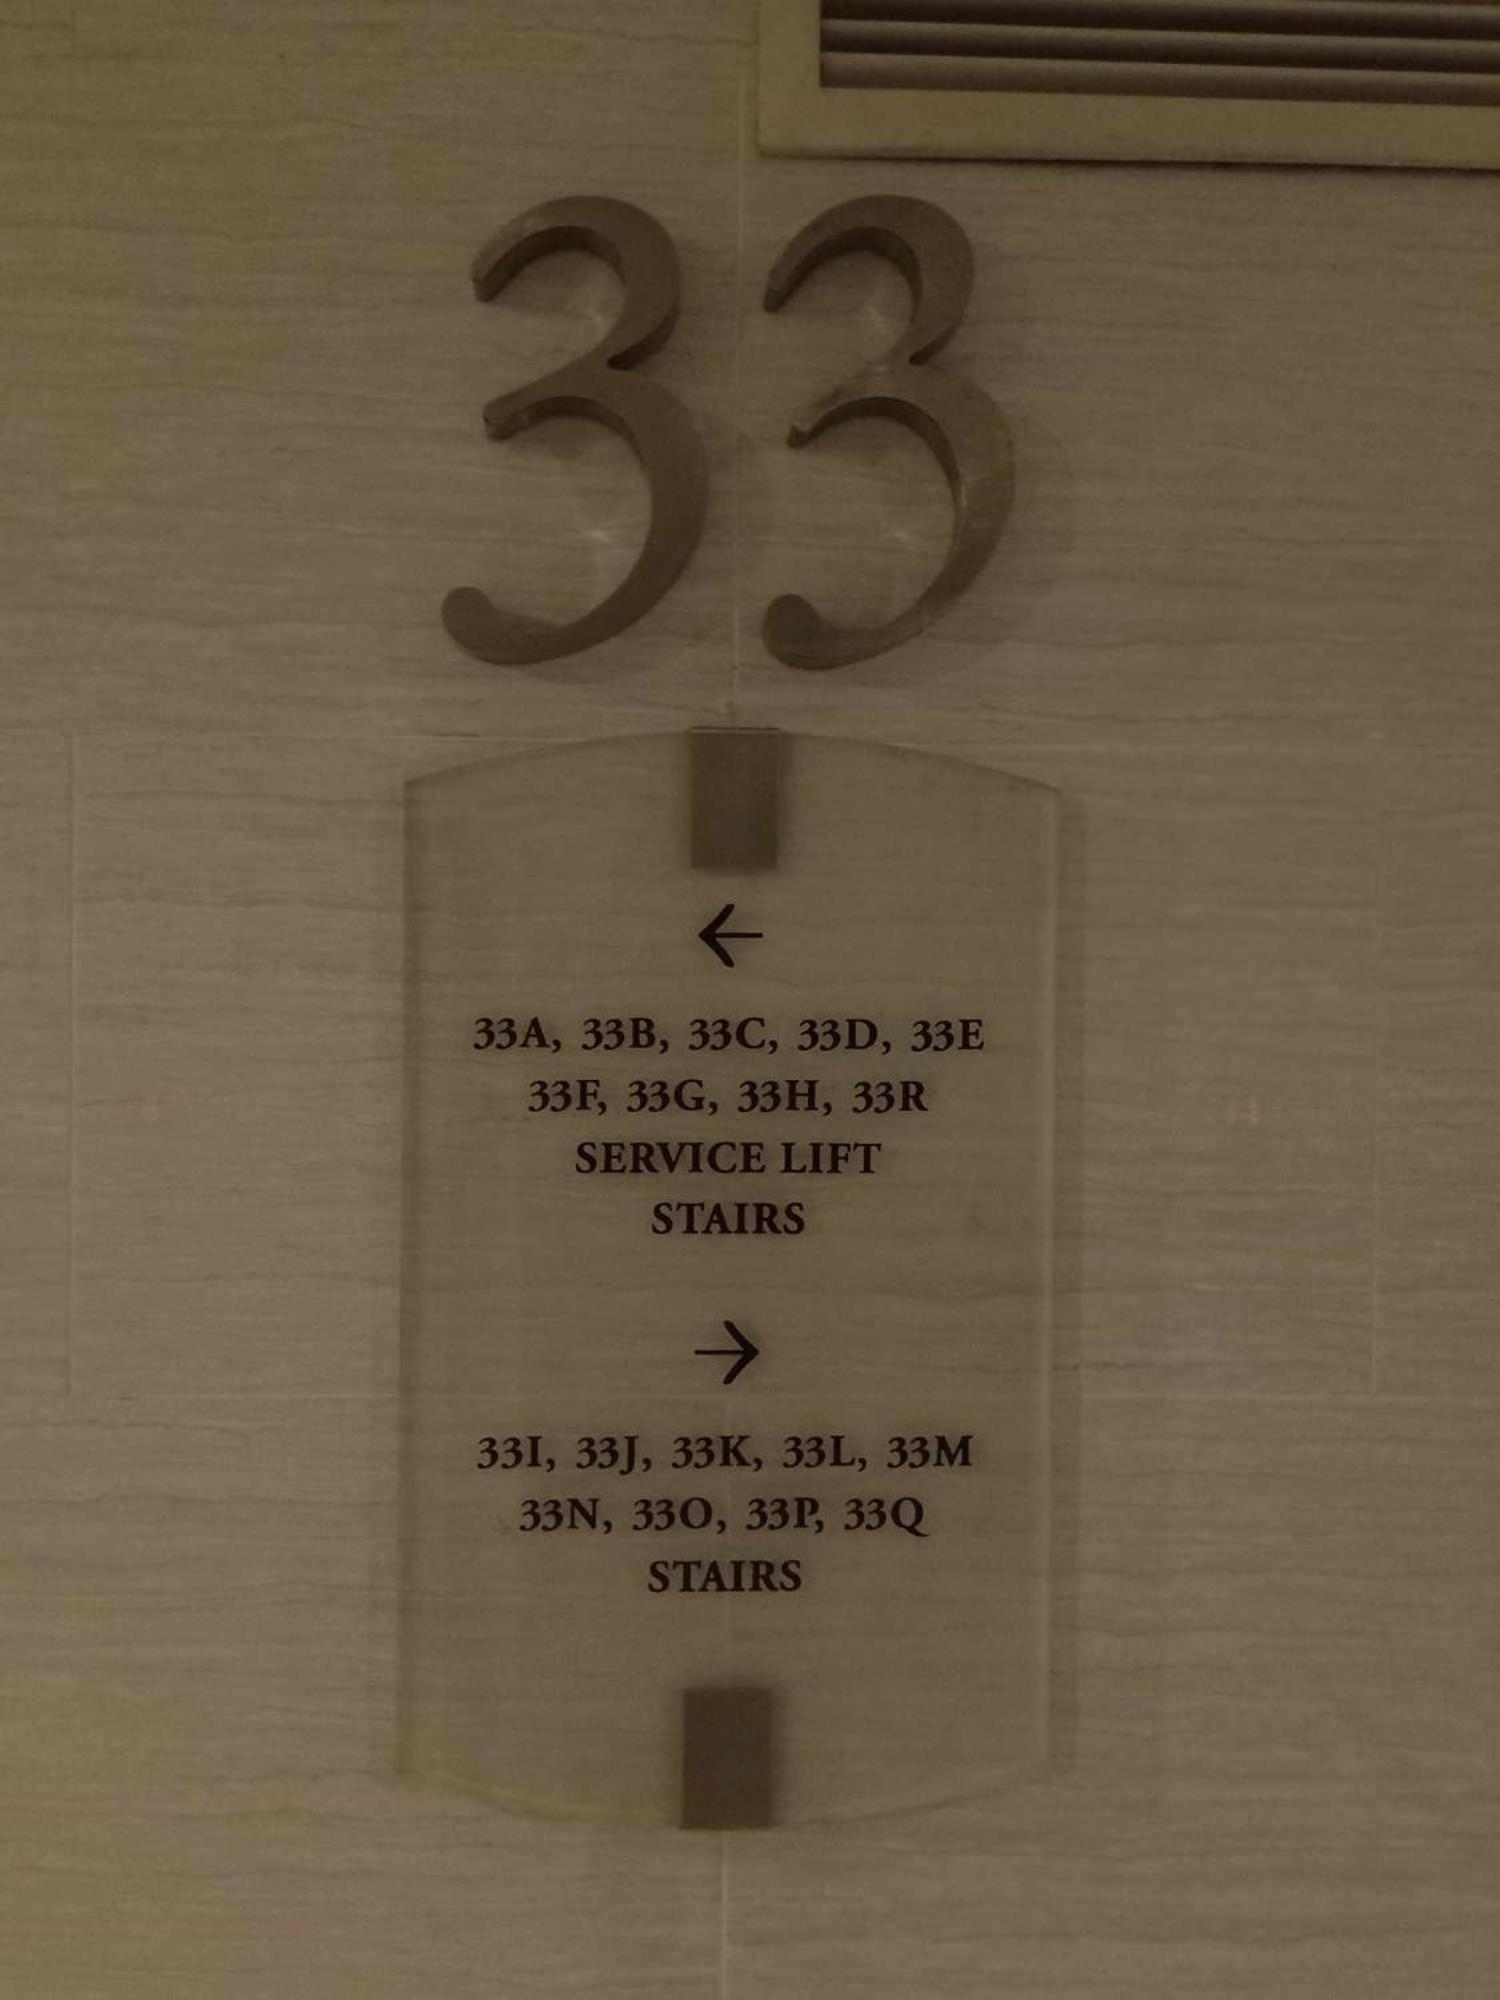 33
←
33A, 33B, 33C, 33D, 33E
33F, 33G, 33H, 33R
SERVICE LIFT
STAIRS
→
33I, 33J, 33K, 33L, 33M
33N, 33O, 33P, 33Q
STAIRS